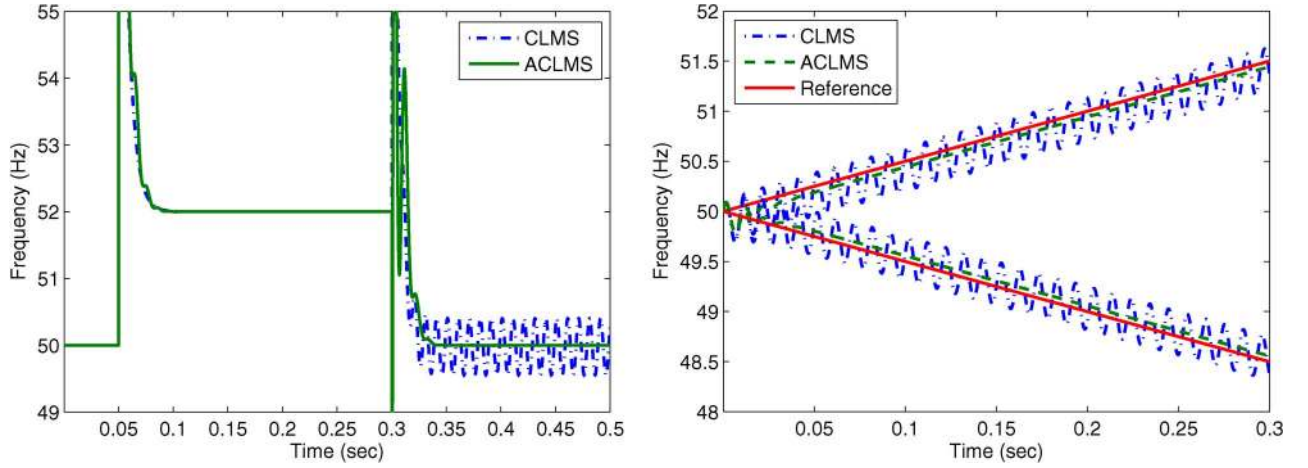 55
54
53
52
51
50
49
Frequency (Hz)
CLMS
ACLMS
0.05 0.1 0.15 0.2 0.25 0.3 0.35 0.4 0.45 0.5
Time (sec)
52
51.5
51
50.5
50
49.5
49
48.5
48
Frequency (Hz)
CLMS
ACLMS
Reference
0 0.05 0.1 0.15 0.2 0.25 0.3
Time (sec)